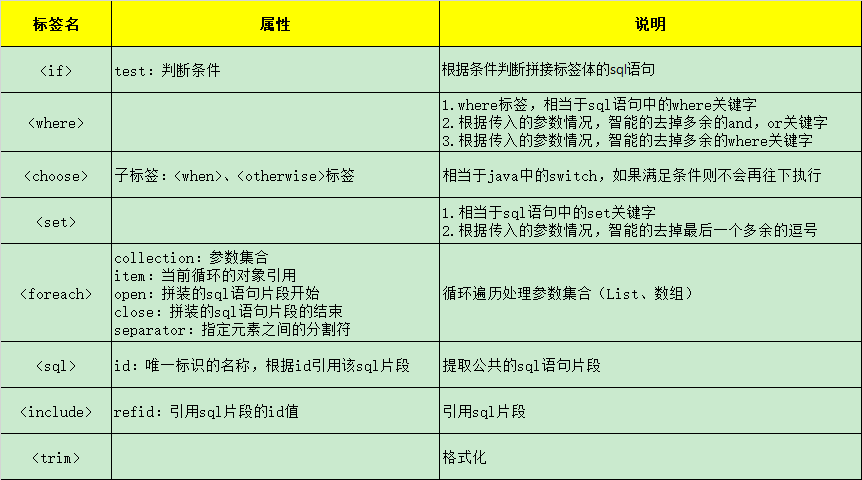 标签名 属性 说明
<if> test：判断条件 根据条件判断拼接标签体的sql语句
<where>
1.where标签，相当于sql语句中的where关键字
2.根据传入的参数情况，智能的去掉多余的and，or关键字
3.根据传入的参数情况，智能的去掉多余的where关键字
<choose> 子标签：<when>、<otherwise>标签 相当于java中的switch，如果满足条件则不会再往下执行
<set>
1.相当于sql语句中的set关键字
2.根据传入的参数情况，智能的去掉最后一个多余的逗号
<foreach>
collection：参数集合
item：当前循环的对象引用
open：拼装的sql语句片段开始
close：拼装的sql语句片段的结束
separator：指定元素之间的分割符
循环遍历处理参数集合（List、数组）
<sql> id：唯一标识的名称，根据id引用该sql片段 提取公共的sql语句片段
<include> refid：引用sql片段的id值 引用sql片段
<trim> 格式化